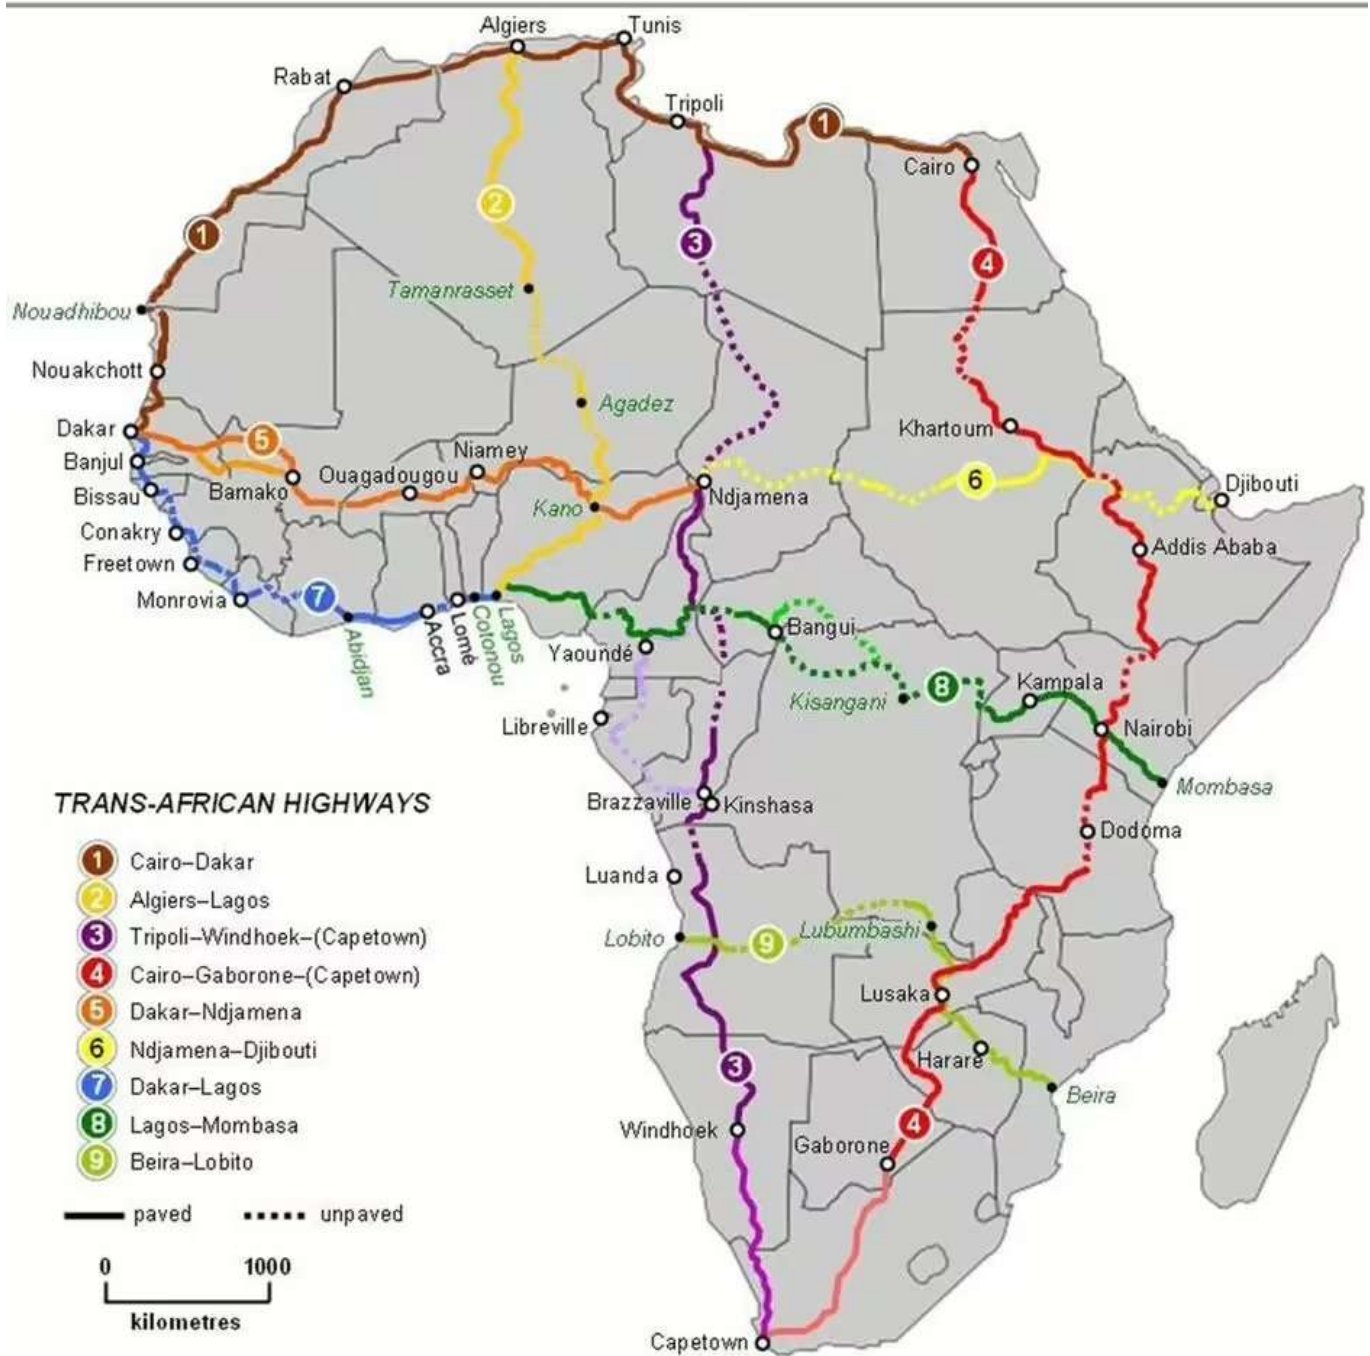 Algiers
Tunis
Rabat
Tripoli
1
Cairo
2
1
3
4
Tamanrasset
Nouadhibou
Nouakchott
Agadez
Dakar
5
Niamey
Khartoum
Banjul
Ouagadougou
6
Djibouti
Bissau
Bamako
Ndjamena
Kano
Conakry
Addis Ababa
Freetown
Monrovia
7
Abidjan
Accra
Lomé
Cotonou
Lagos
Yaoundé
Bangui
Kisangani
8
Kampala
Libreville
Nairobi
Mombasa
Brazzaville
Kinshasa
Dodoma
Luanda
Lobito
9
Lubumbashi
Lusaka
Harare
3
Beira
4
Windhoek
Gaborone
Capetown
TRANS-AFRICAN HIGHWAYS
1 Cairo–Dakar
2 Algiers–Lagos
3 Tripoli–Windhoek–(Capetown)
4 Cairo–Gaborone–(Capetown)
5 Dakar–Ndjamena
6 Ndjamena–Djibouti
7 Dakar–Lagos
8 Lagos–Mombasa
9 Beira–Lobito
paved unpaved
0 1000
kilometres